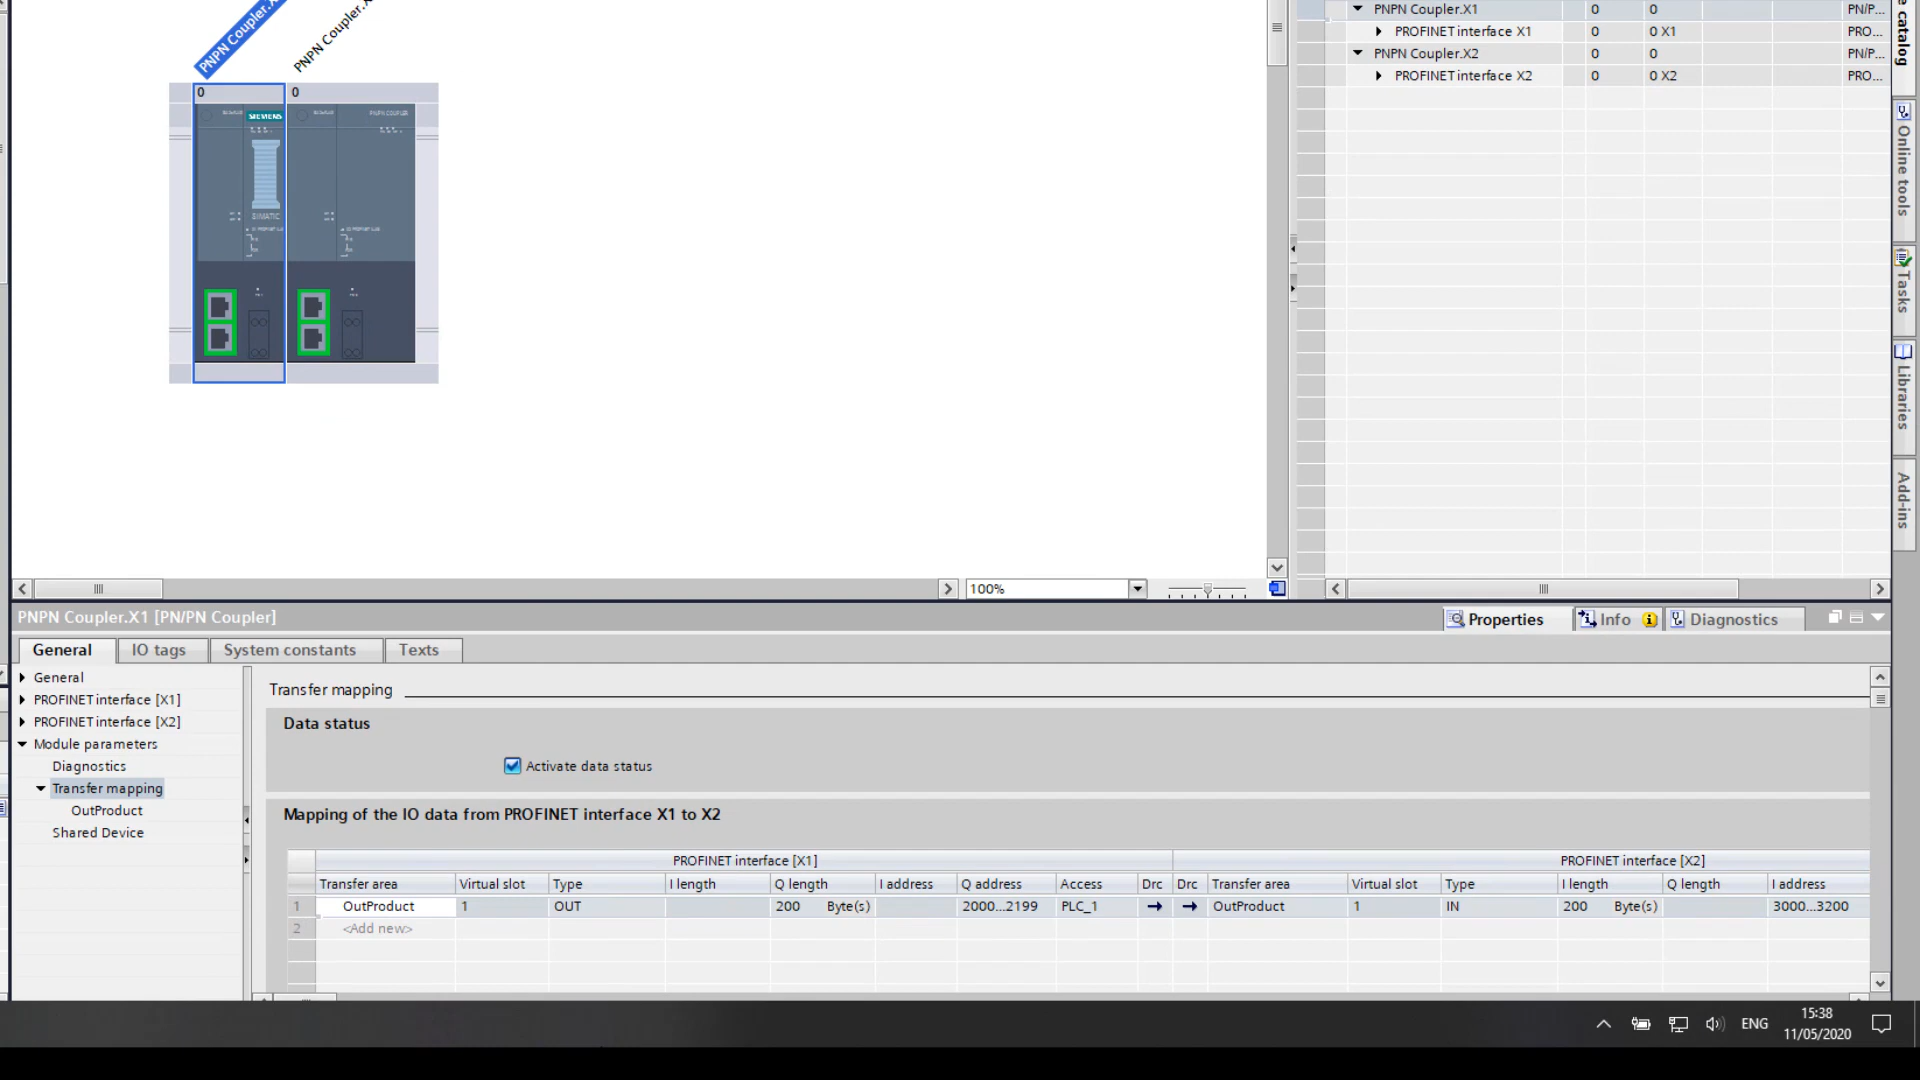 PNPN Coupler.X
PNPN Coupler.X
0
0
SIEMENS
PNPN COUPLER
SIMATIC
PNPN Coupler.X1 0 0 PN/P...
PROFINET interface X1 0 0 X1 PRO...
PNPN Coupler.X2 0 0 PN/P...
PROFINET interface X2 0 0 X2 PRO...
catalog
Online tools
Tasks
Libraries
Add-ins
100%
PNPN Coupler.X1 [PN/PN Coupler]
Properties
Info
Diagnostics
General
IO tags
System constants
Texts
General
PROFINET interface [X1]
PROFINET interface [X2]
Module parameters
Diagnostics
Transfer mapping
OutProduct
Shared Device
Transfer mapping
Data status
Activate data status
Mapping of the IO data from PROFINET interface X1 to X2
PROFINET interface [X1] PROFINET interface [X2]
Transfer area Virtual slot Type I length Q length I address Q address Access Drc Drc Transfer area Virtual slot Type I length Q length I address
1 OutProduct 1 OUT 200 Byte(s) 2000...2199 PLC_1 → → OutProduct 1 IN 200 Byte(s) 3000...3200
2 <Add new>
ENG
15:38
11/05/2020